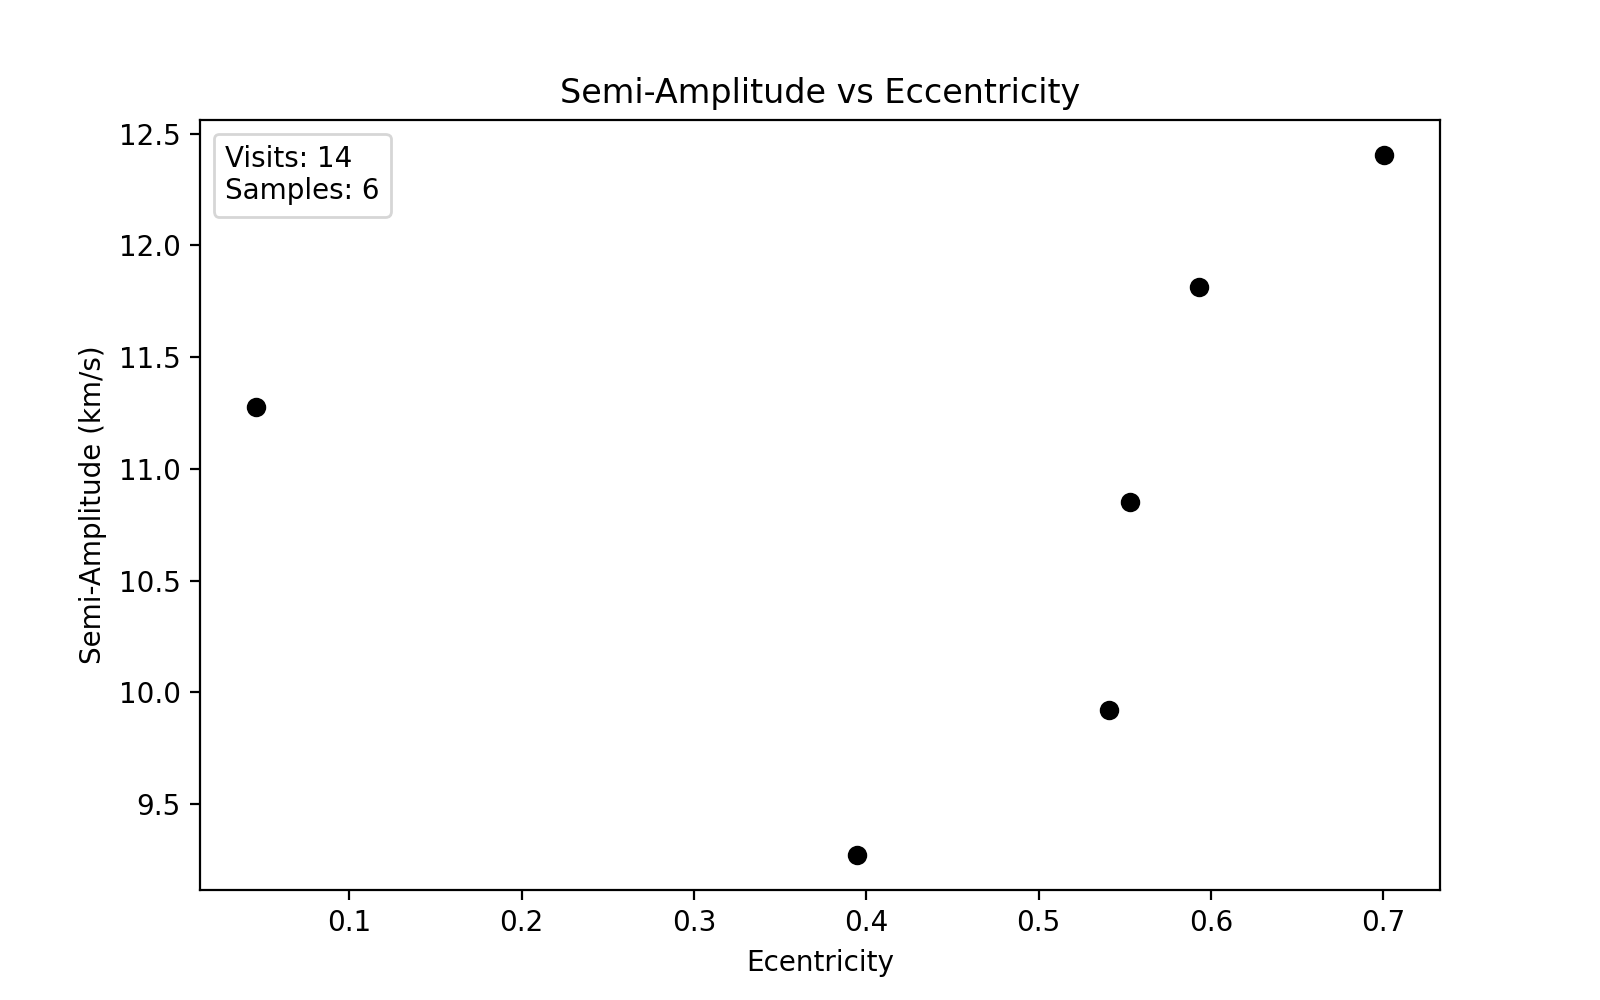 Semi-Amplitude vs Eccentricity
Visits: 14
Samples: 6
Semi-Amplitude (km/s)
12.5
12.0
11.5
11.0
10.5
10.0
9.5
0.1 0.2 0.3 0.4 0.5 0.6 0.7
Ecentricity